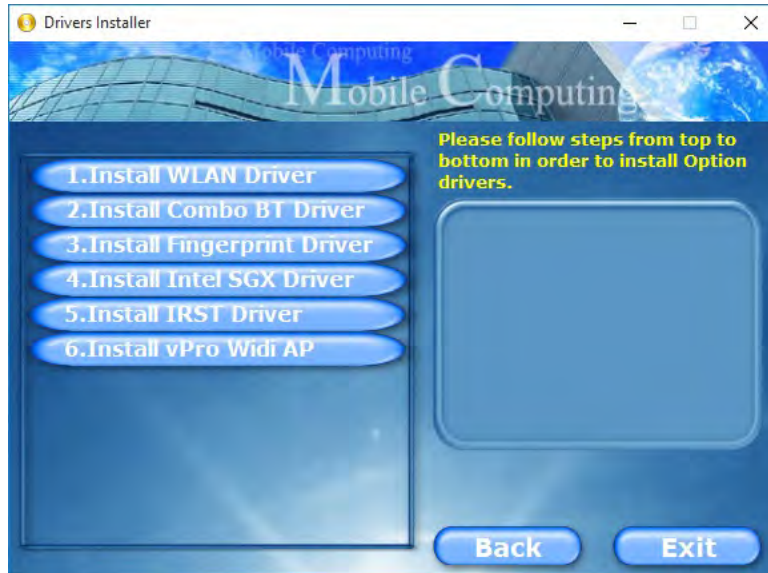 Drivers Installer
Mobile Computing
Mobile Computing
Please follow steps from top to
bottom in order to install Option
drivers.
1.Install WLAN Driver
2.Install Combo BT Driver
3.Install Fingerprint Driver
4.Install Intel SGX Driver
5.Install IRST Driver
6.Install vPro Widi AP
Back
Exit